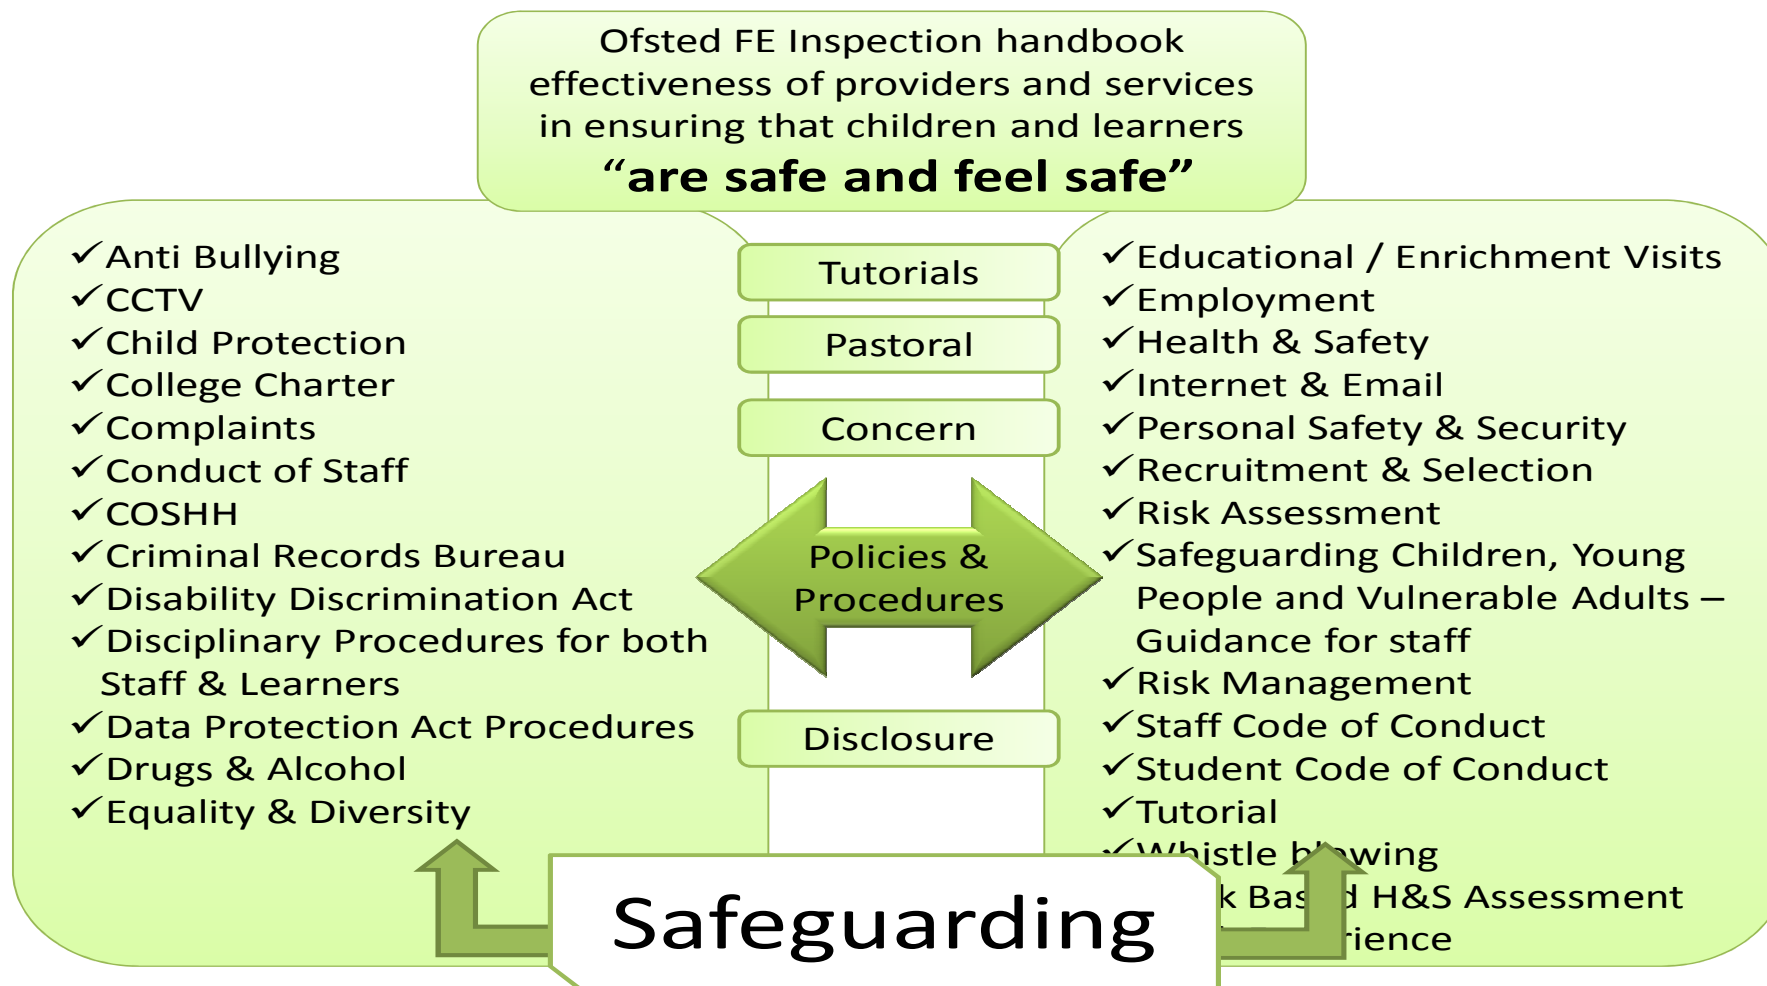 Ofsted FE Inspection handbook
effectiveness of providers and services
in ensuring that children and learners
“are safe and feel safe”
Anti Bullying
CCTV
Child Protection
College Charter
Complaints
Conduct of Staff
COSHH
Criminal Records Bureau
Disability Discrimination Act
Disciplinary Procedures for both
Staff & Learners
Data Protection Act Procedures
Drugs & Alcohol
Equality & Diversity
Tutorials
Pastoral
Concern
Policies &
Procedures
Disclosure
Educational / Enrichment Visits
Employment
Health & Safety
Internet & Email
Personal Safety & Security
Recruitment & Selection
Risk Assessment
Safeguarding Children, Young
People and Vulnerable Adults –
Guidance for staff
Risk Management
Staff Code of Conduct
Student Code of Conduct
Tutorial
Whistle blowing
Based H&S Assessment
Safeguarding